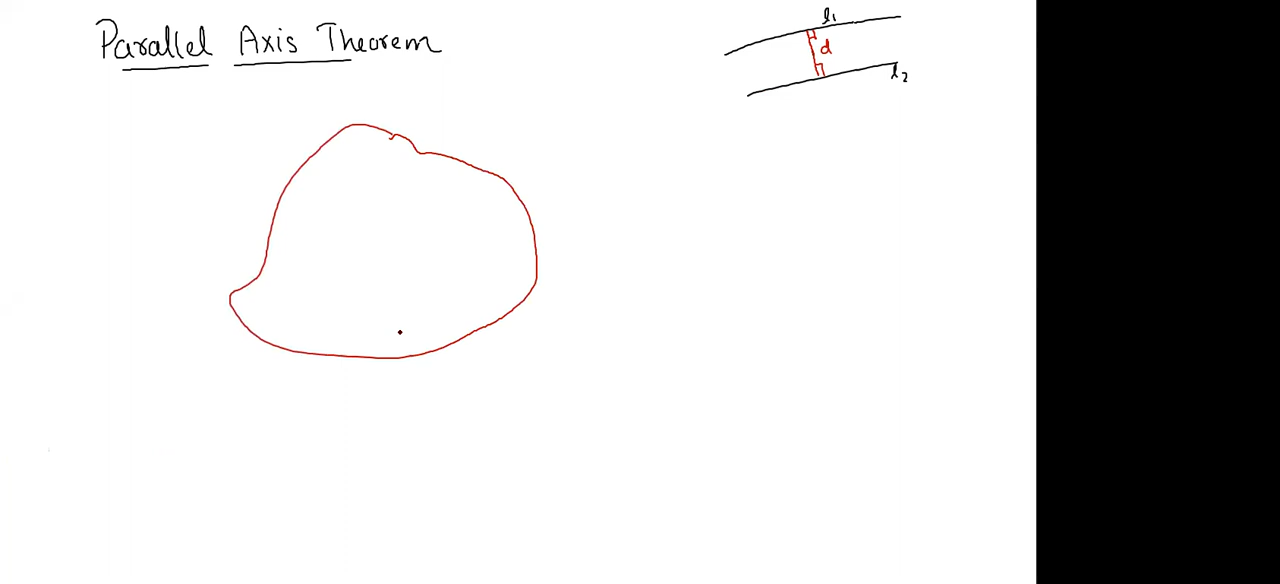 Parallel Axis Theorem
l₁
d
l₂